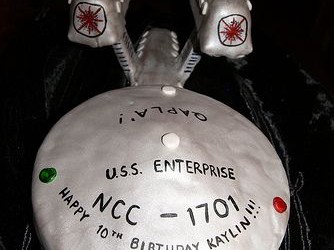 QAPLA'!
U.S.S. ENTERPRISE
NCC - 1701
HAPPY 10TH BIRTHDAY KAYLIN!!!